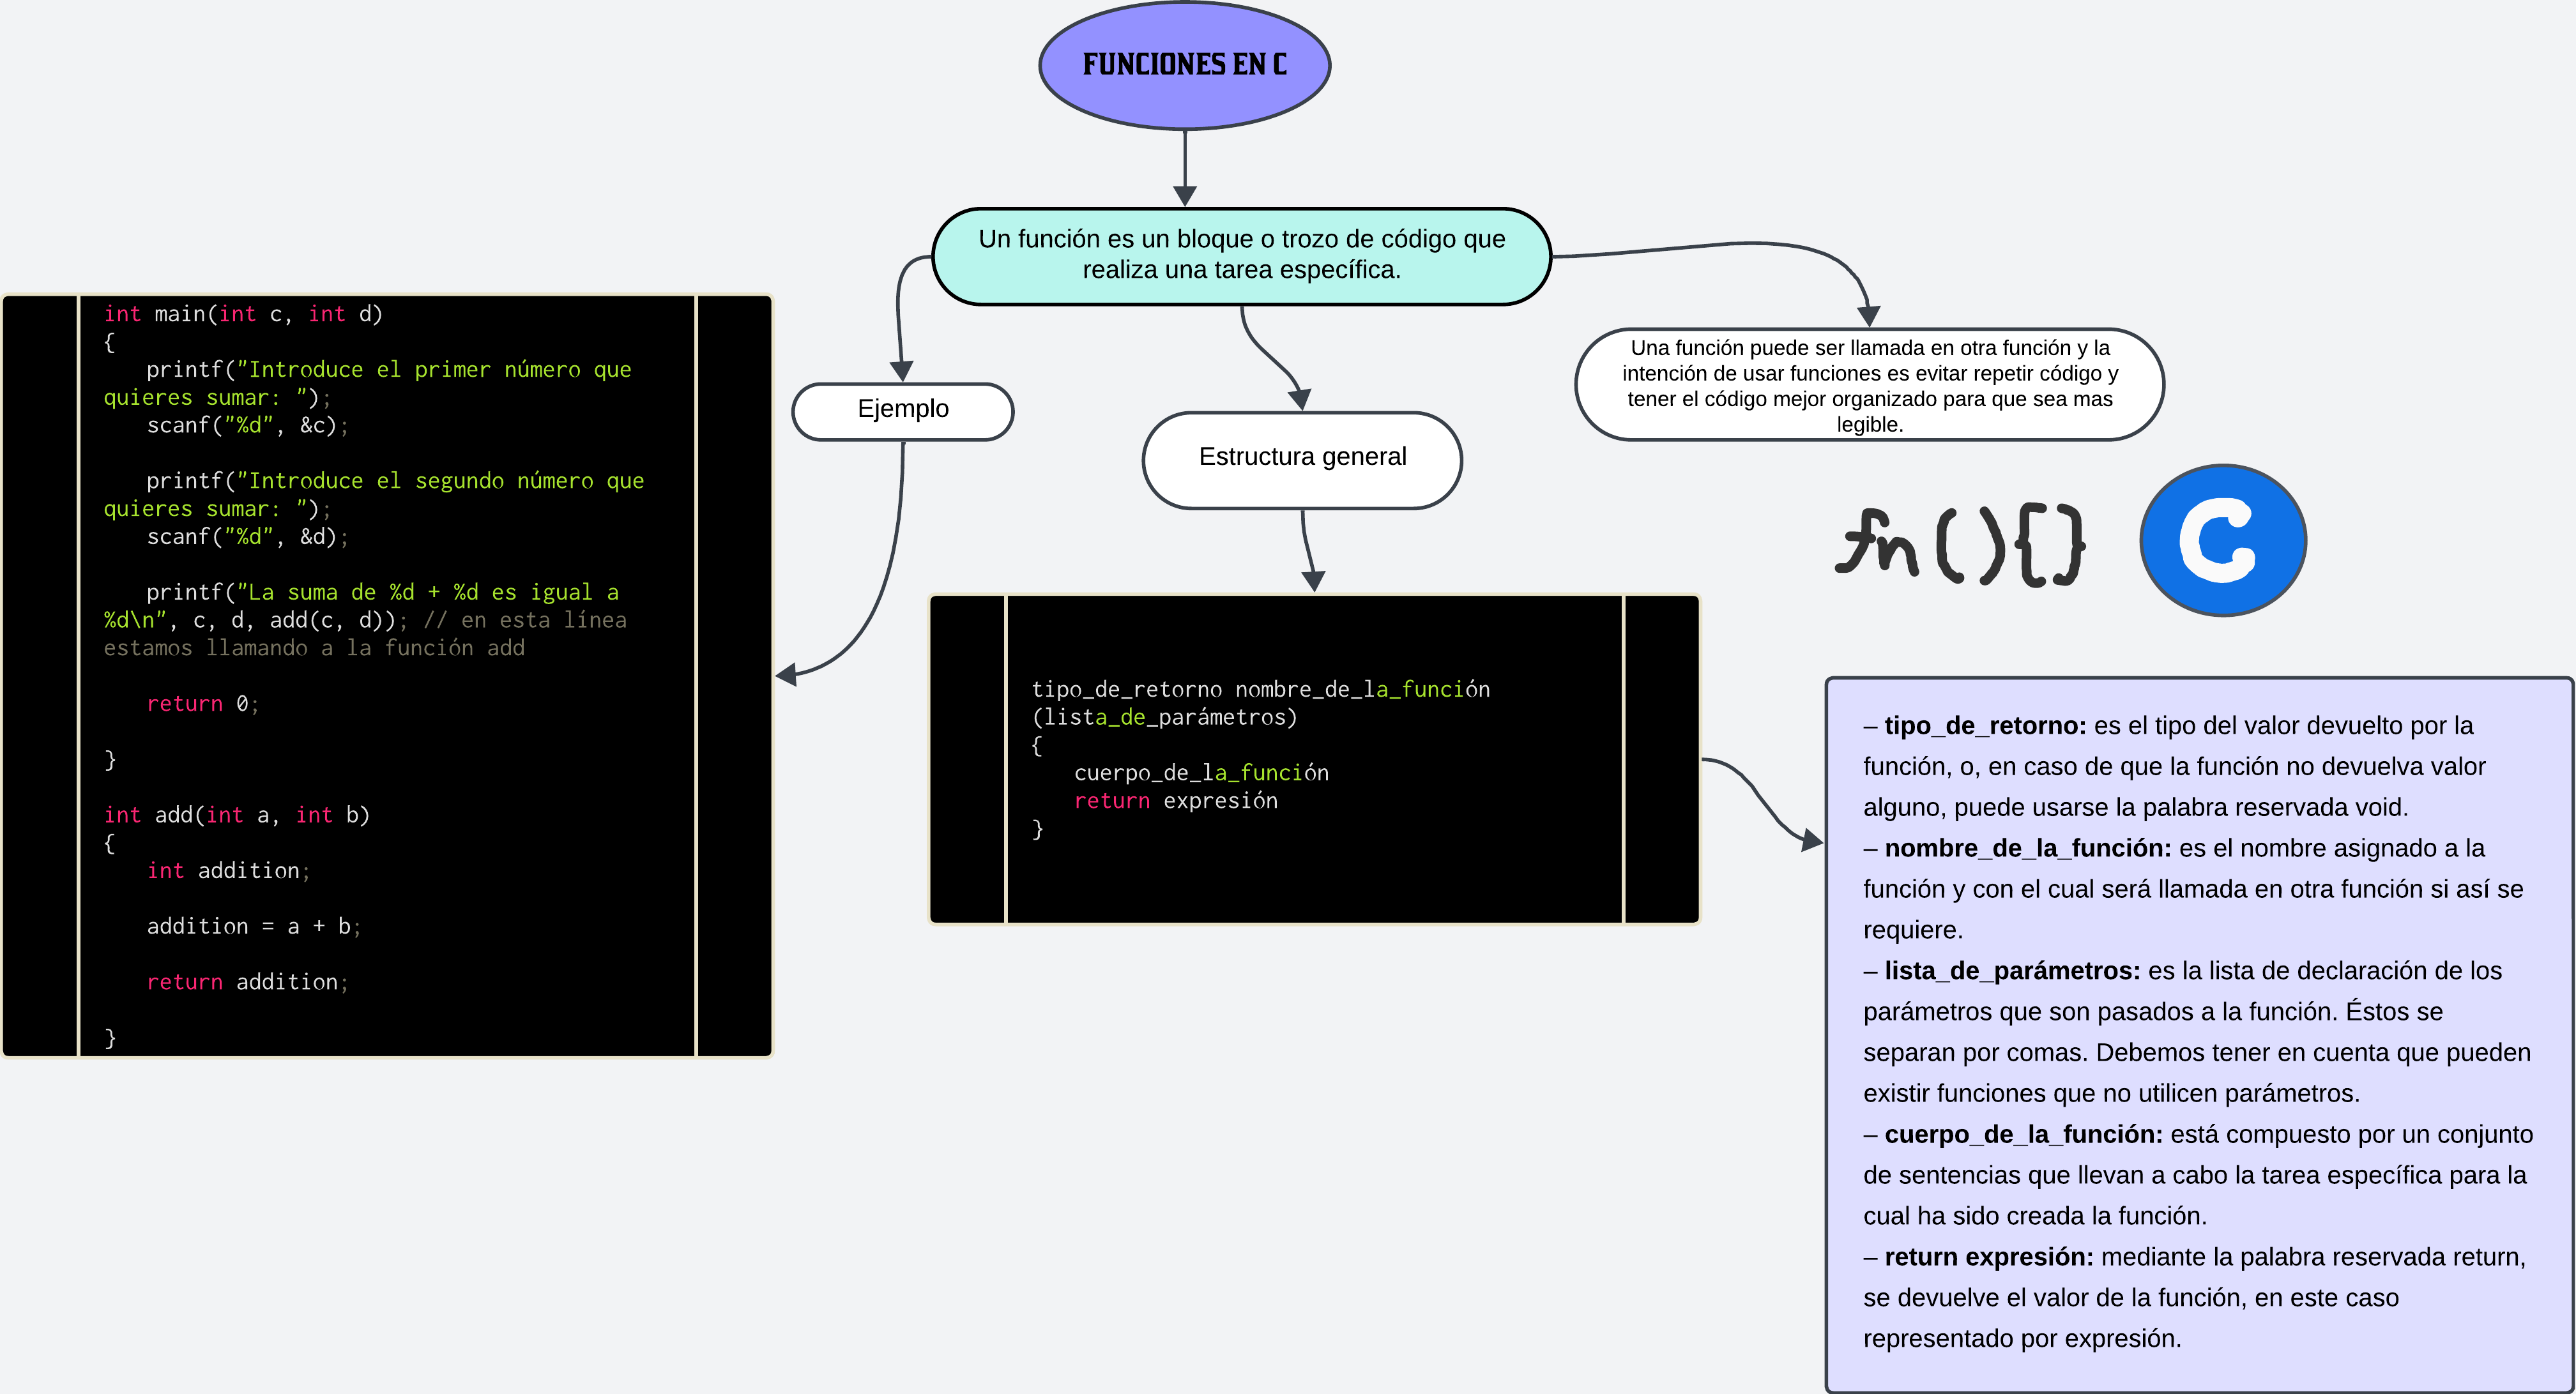 FUNCIONES EN C
Un función es un bloque o trozo de código que
realiza una tarea específica.
Ejemplo
int main(int c, int d)
{
printf("Introduce el primer número que
quieres sumar: ");
scanf("%d", &c);
printf("Introduce el segundo número que
quieres sumar: ");
scanf("%d", &d);
printf("La suma de %d + %d es igual a
%d\n", c, d, add(c, d)); // en esta línea
estamos llamando a la función add
return 0;
}
int add(int a, int b)
{
int addition;
addition = a + b;
return addition;
}
Estructura general
tipo_de_retorno nombre_de_la_función
(lista_de_parámetros)
{
cuerpo_de_la_función
return expresión
}
Una función puede ser llamada en otra función y la
intención de usar funciones es evitar repetir código y
tener el código mejor organizado para que sea mas
legible.
fn(){}
C
– tipo_de_retorno: es el tipo del valor devuelto por la
función, o, en caso de que la función no devuelva valor
alguno, puede usarse la palabra reservada void.
– nombre_de_la_función: es el nombre asignado a la
función y con el cual será llamada en otra función si así se
requiere.
– lista_de_parámetros: es la lista de declaración de los
parámetros que son pasados a la función. Éstos se
separan por comas. Debemos tener en cuenta que pueden
existir funciones que no utilicen parámetros.
– cuerpo_de_la_función: está compuesto por un conjunto
de sentencias que llevan a cabo la tarea específica para la
cual ha sido creada la función.
– return expresión: mediante la palabra reservada return,
se devuelve el valor de la función, en este caso
representado por expresión.